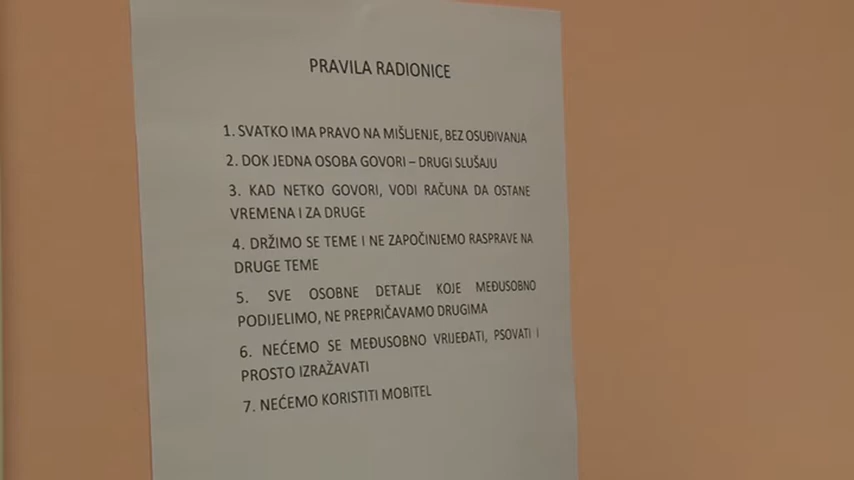 PRAVILA RADIONICE
1. SVATKO IMA PRAVO NA MIŠLJENJE, BEZ OSUĐIVANJA
2. DOK JEDNA OSOBA GOVORI – DRUGI SLUŠAJU
3. KAD NETKO GOVORI, VODI RAČUNA DA OSTANE
VREMENA I ZA DRUGE
4. DRŽIMO SE TEME I NE ZAPOČINJEMO RASPRAVE NA
DRUGE TEME
5. SVE OSOBNE DETALJE KOJE MEĐUSOBNO
PODIJELIMO, NE PREPRIČAVAMO DRUGIMA
6. NEĆEMO SE MEĐUSOBNO VRIJEĐATI, PSOVATI I
PROSTO IZRAŽAVATI
7. NEĆEMO KORISTITI MOBITEL